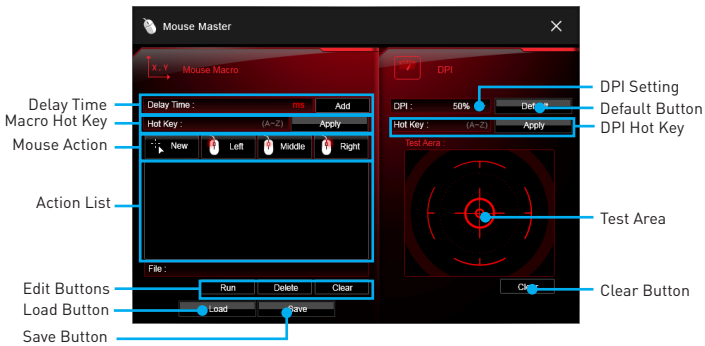 Mouse Master
X , Y
Mouse Macro
DPI
Delay Time :
ms
Add
Hot Key :
(A~Z)
Apply
New
Left
Middle
Right
File :
Run
Delete
Clear
Load
Save
DPI :
50%
Default
Hot Key :
(A~Z)
Apply
Test Aera :
Clear
Delay Time
Macro Hot Key
Mouse Action
Action List
Edit Buttons
Load Button
Save Button
DPI Setting
Default Button
DPI Hot Key
Test Area
Clear Button